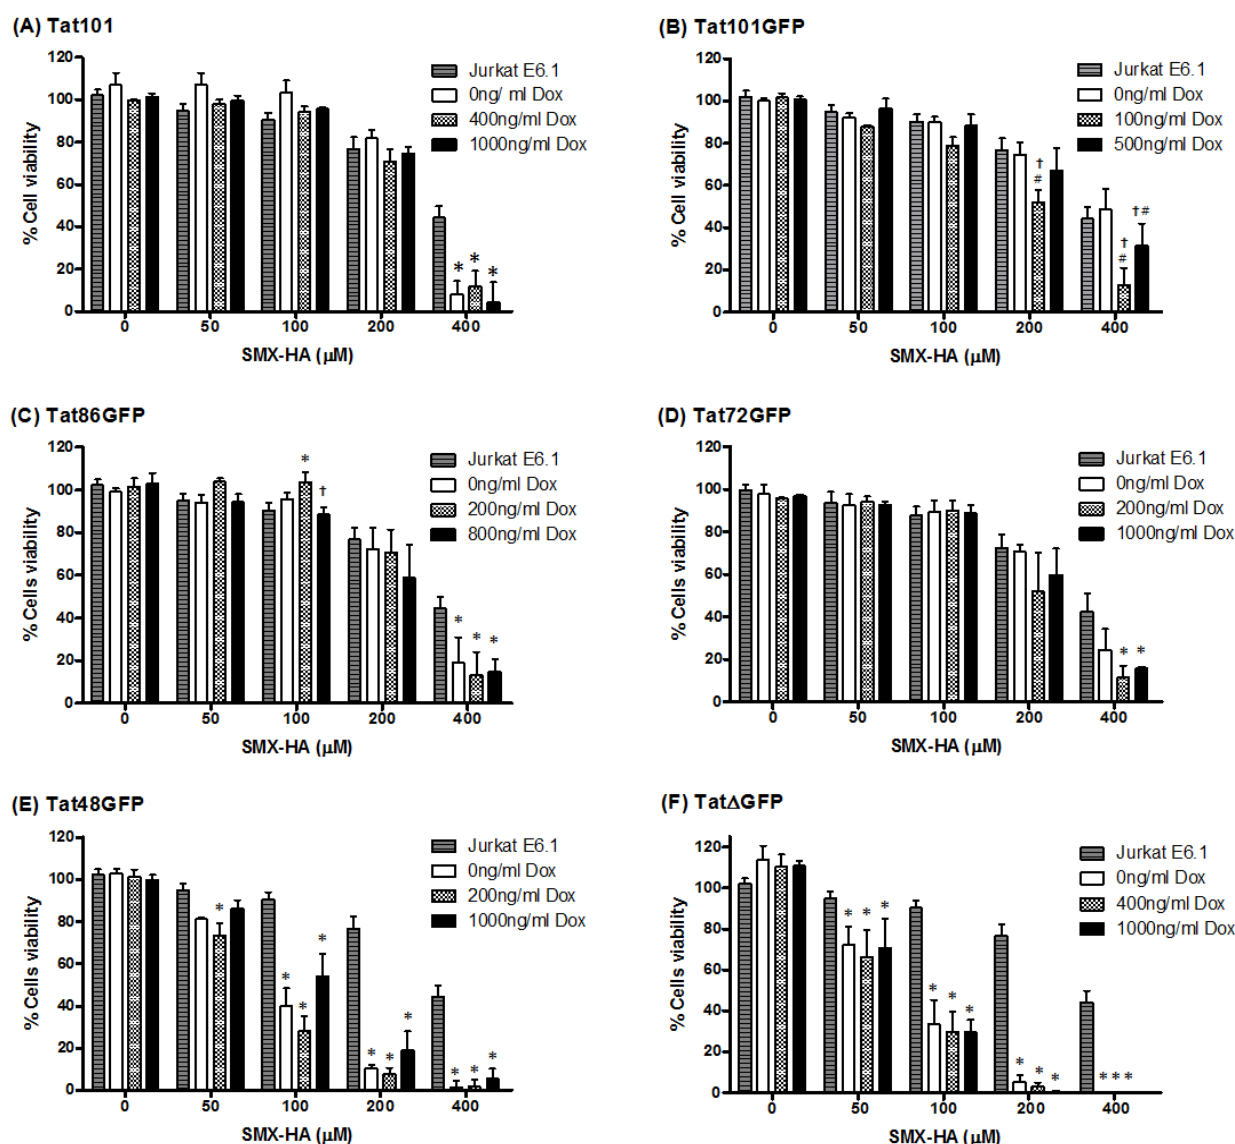 (A) Tat101
120
100
80
60
40
20
0
% Cell viability
Jurkat E6.1
0ng/ ml Dox
400ng/ml Dox
1000ng/ml Dox
* * *
0 50 100 200 400
SMX-HA (µM)
(B) Tat101GFP
120
100
80
60
40
20
0
% Cell viability
Jurkat E6.1
0ng/ml Dox
100ng/ml Dox
500ng/ml Dox
†
#
†
#
†#
0 50 100 200 400
SMX-HA (µM)
(C) Tat86GFP
120
100
80
60
40
20
0
% Cells viability
Jurkat E6.1
0ng/ml Dox
200ng/ml Dox
800ng/ml Dox
*
†
* * *
0 50 100 200 400
SMX-HA (µM)
(D) Tat72GFP
120
100
80
60
40
20
0
% Cells viability
Jurkat E6.1
0ng/ml Dox
200ng/ml Dox
1000ng/ml Dox
* *
0 50 100 200 400
SMX-HA (µM)
(E) Tat48GFP
120
100
80
60
40
20
0
% Cells viability
Jurkat E6.1
0ng/ml Dox
200ng/ml Dox
1000ng/ml Dox
*
* * *
* * *
* * *
0 50 100 200 400
SMX-HA (µM)
(F) Tat∆GFP
120
100
80
60
40
20
0
% Cells viability
Jurkat E6.1
0ng/ml Dox
400ng/ml Dox
1000ng/ml Dox
* * *
* * *
* * *
* * *
0 50 100 200 400
SMX-HA (µM)